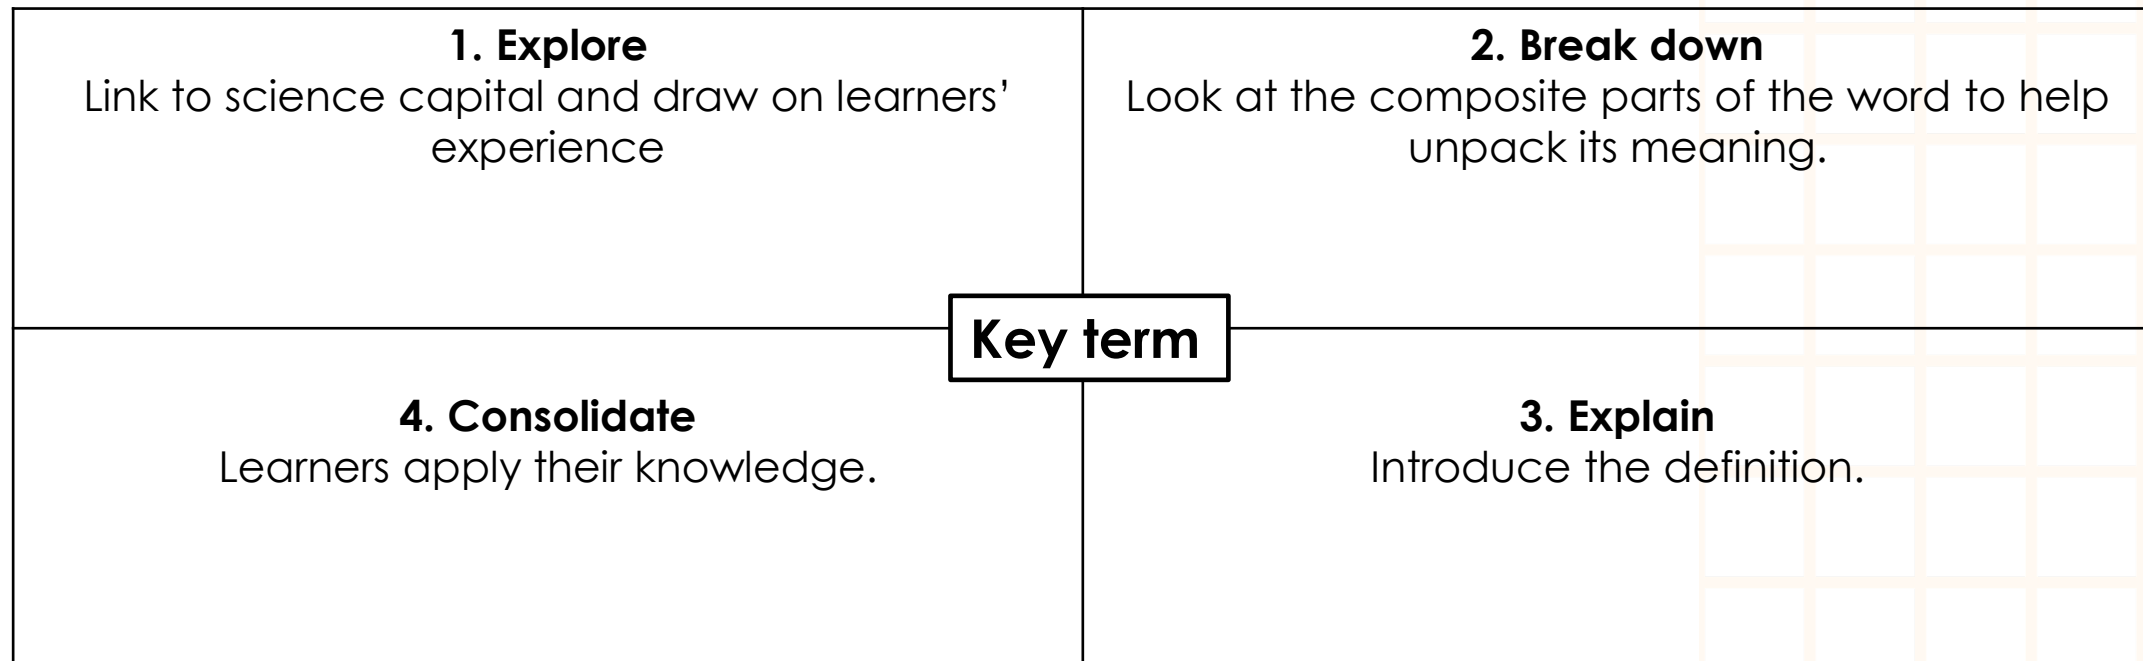 1. Explore
Link to science capital and draw on learners’
experience
2. Break down
Look at the composite parts of the word to help
unpack its meaning.
Key term
4. Consolidate
Learners apply their knowledge.
3. Explain
Introduce the definition.